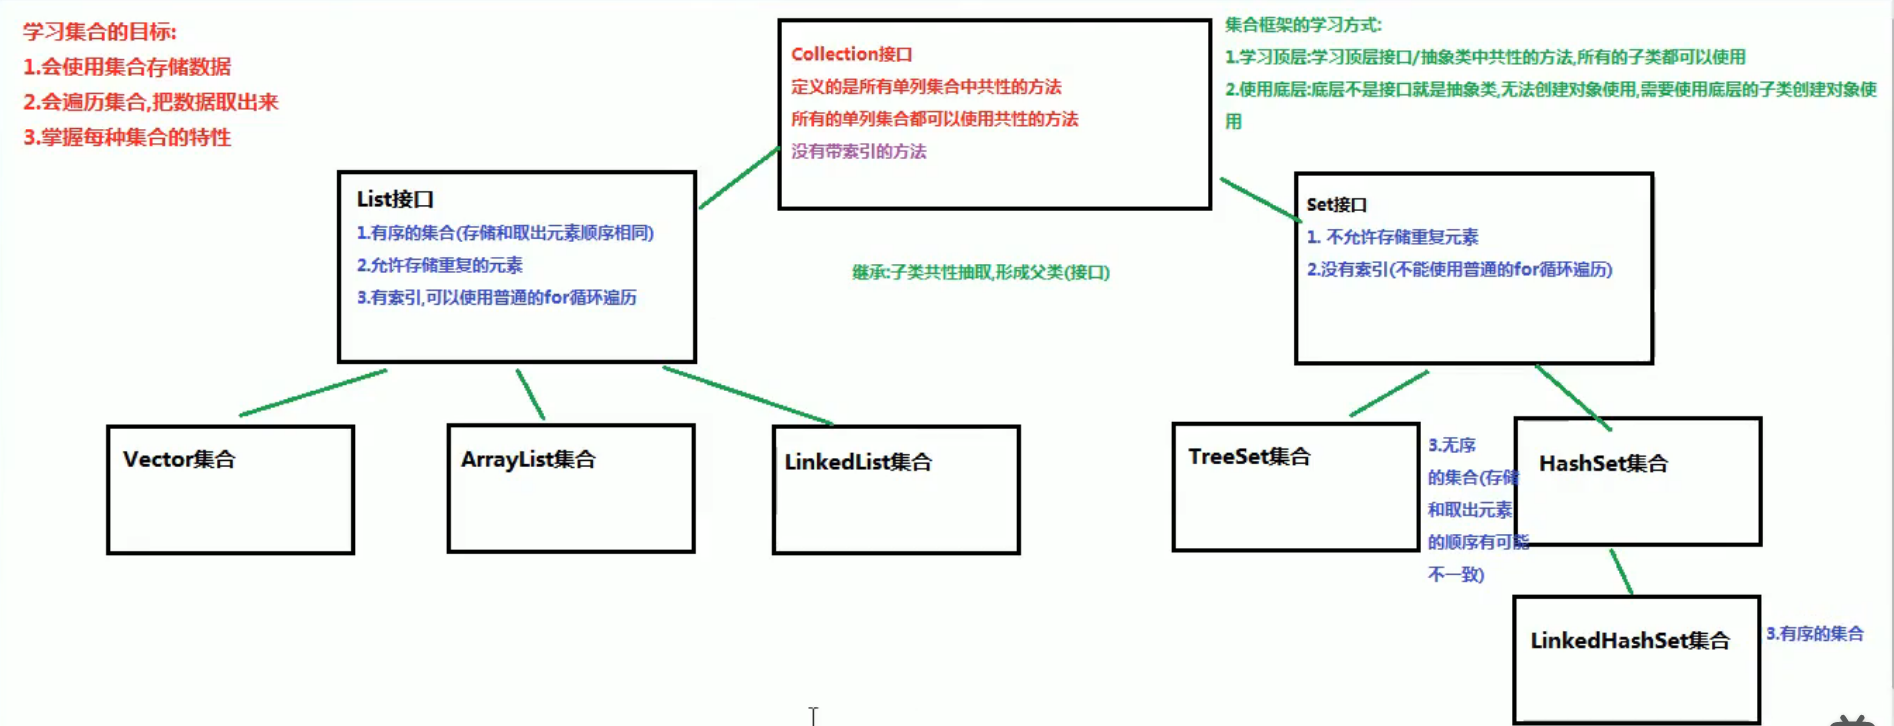 学习集合的目标:
1.会使用集合存储数据
2.会遍历集合,把数据取出来
3.掌握每种集合的特性
Collection接口
定义的是所有单列集合中共性的方法
所有的单列集合都可以使用共性的方法
没有带索引的方法
集合框架的学习方式:
1.学习顶层:学习顶层接口/抽象类中共性的方法,所有的子类都可以使用
2.使用底层:底层不是接口就是抽象类,无法创建对象使用,需要使用底层的子类创建对象使
用
List接口
1.有序的集合(存储和取出元素顺序相同)
2.允许存储重复的元素
3.有索引,可以使用普通的for循环遍历
继承:子类共性抽取,形成父类(接口)
Set接口
1. 不允许存储重复元素
2.没有索引(不能使用普通的for循环遍历)
Vector集合
ArrayList集合
LinkedList集合
TreeSet集合
3.无序
的集合(存储
和取出元素
的顺序有可能
不一致)
HashSet集合
LinkedHashSet集合
3.有序的集合